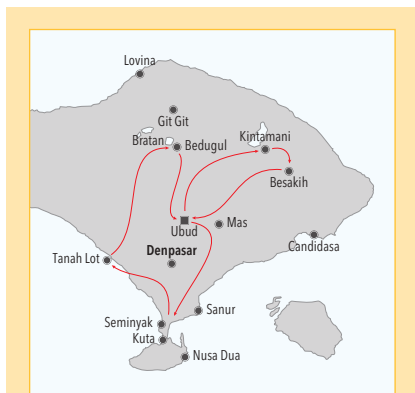 Lovina
Git Git
Bratan
Bedugul
Kintamani
Besakih
Ubud
Mas
Denpasar
Candidasa
Tanah Lot
Sanur
Seminyak
Kuta
Nusa Dua